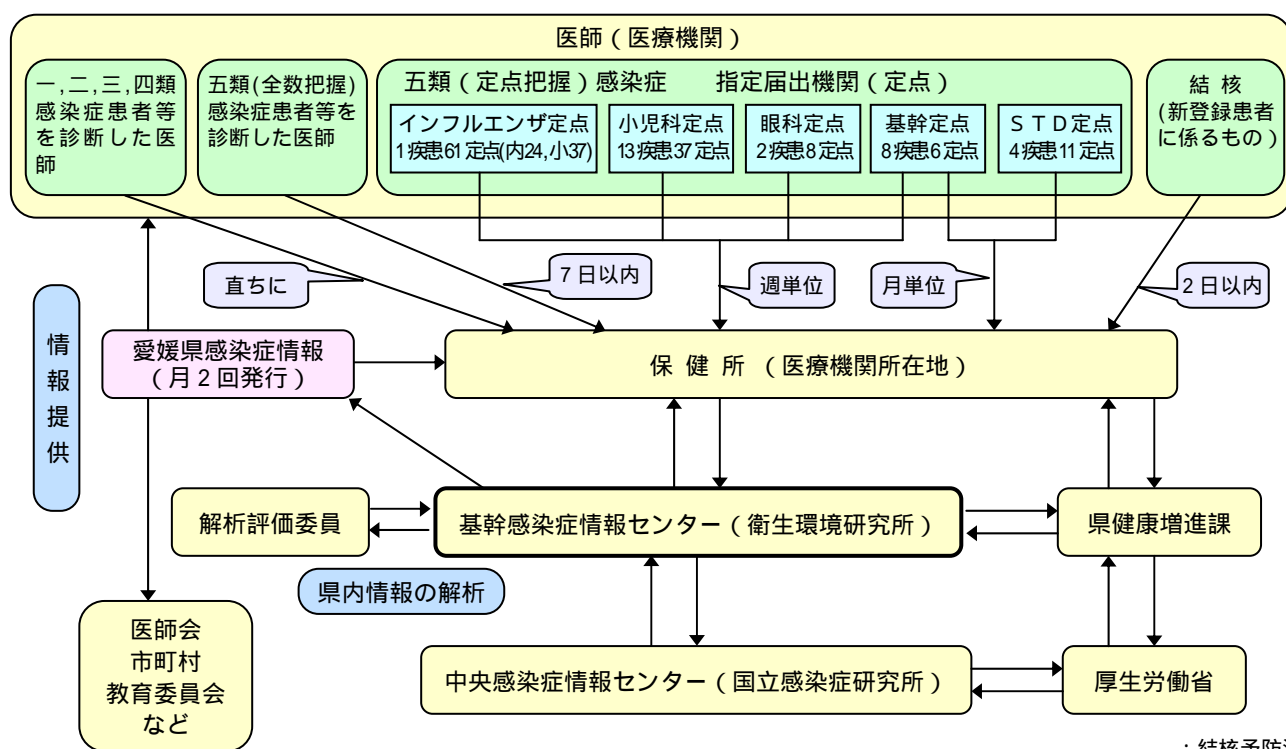 医師（医療機関）
一,二,三,四類
感染症患者等
を診断した医
師
五類(全数把握)
感染症患者等を
診断した医師
五類（定点把握）感染症　　指定届出機関（定点）
インフルエンザ定点
1疾患61定点(内24,小37)
小児科定点
13疾患37定点
眼科定点
2疾患8定点
基幹定点
8疾患6定点
ＳＴＤ定点
4疾患11定点
結 核
(新登録患者
に係るもの）
直ちに
７日以内
週単位
月単位
２日以内
情報提供
愛媛県感染症情報
（月２回発行）
保 健 所 （医療機関所在地）
解析評価委員
基幹感染症情報センター（衛生環境研究所）
県健康増進課
県内情報の解析
医師会
市町村
教育委員会
など
中央感染症情報センター（国立感染症研究所）
厚生労働省
：結核予防